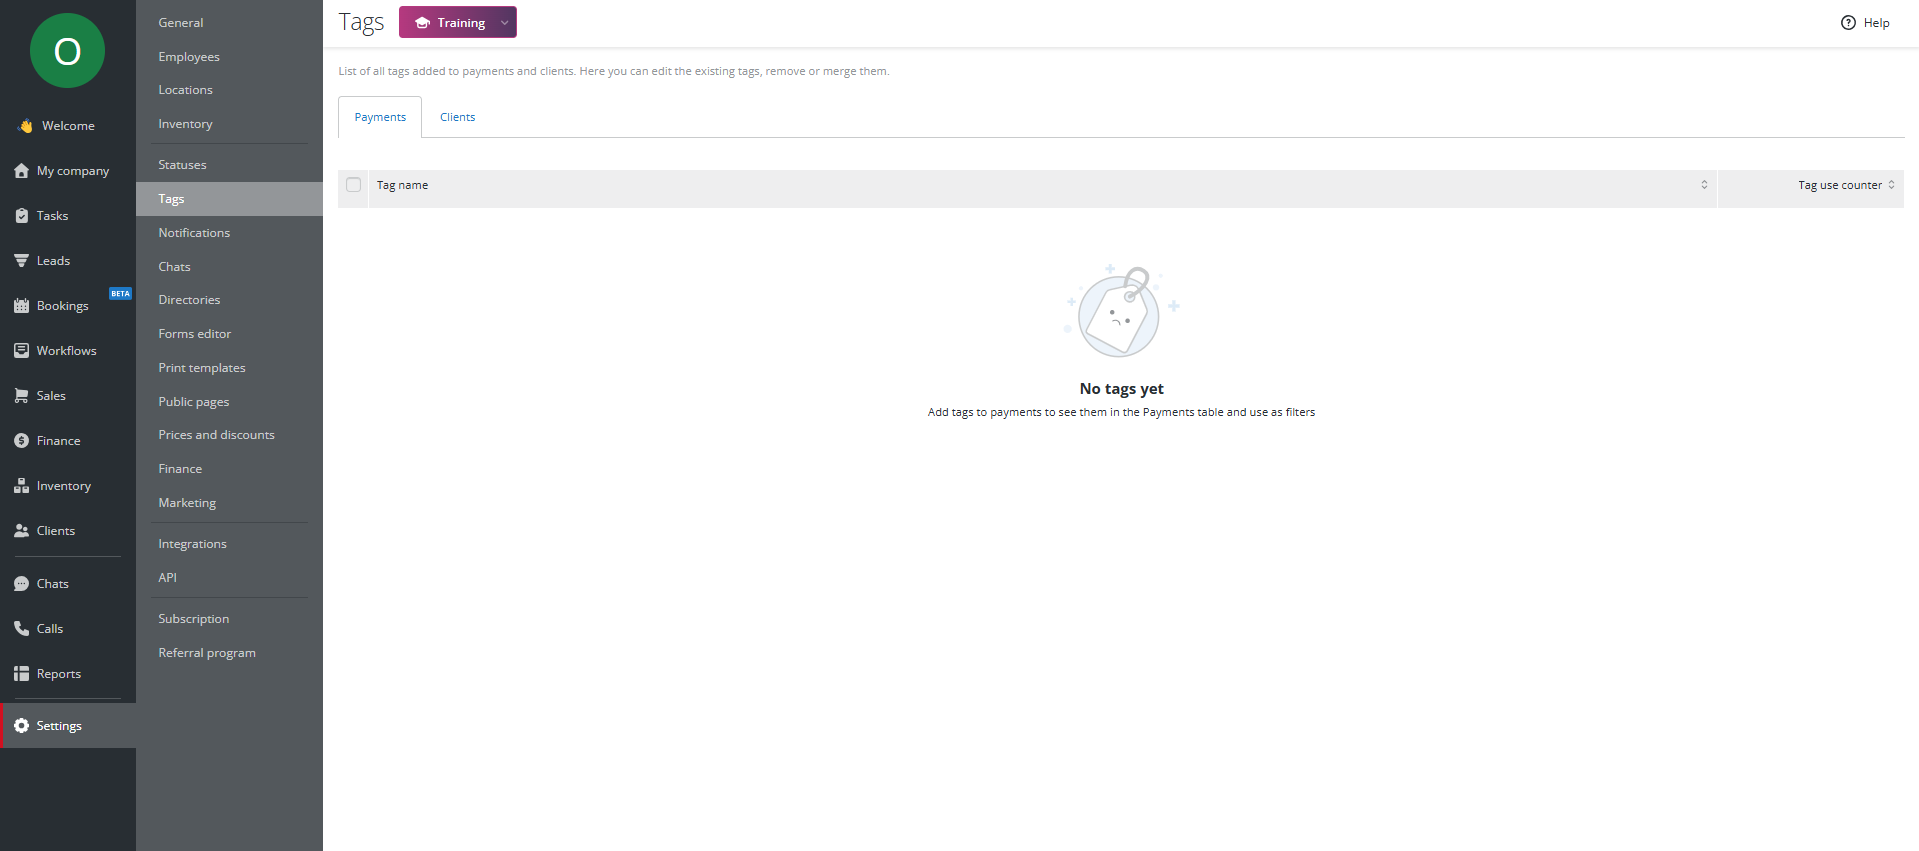 O
Welcome
My company
Tasks
Leads
BETA
Bookings
Workflows
Sales
Finance
Inventory
Clients
Chats
Calls
Reports
Settings
General
Employees
Locations
Inventory
Statuses
Tags
Notifications
Chats
Directories
Forms editor
Print templates
Public pages
Prices and discounts
Finance
Marketing
Integrations
API
Subscription
Referral program
Tags
Training
Help
List of all tags added to payments and clients. Here you can edit the existing tags, remove or merge them.
Payments
Clients
Tag name
Tag use counter
No tags yet
Add tags to payments to see them in the Payments table and use as filters